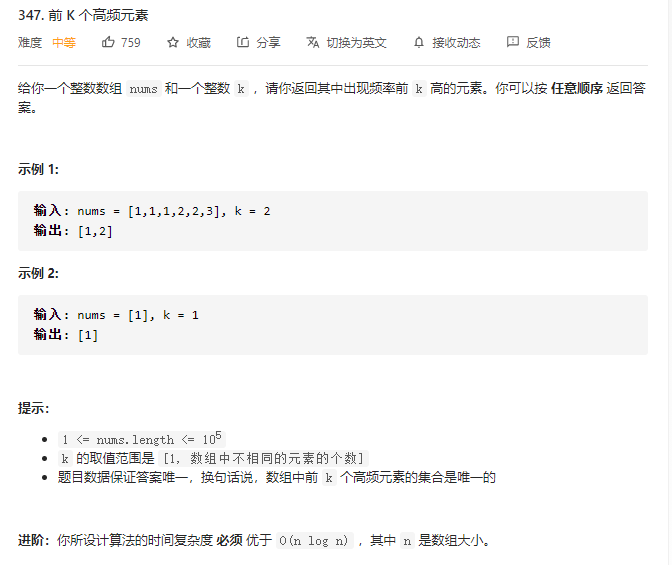 347. 前 K 个高频元素
难度 中等 759 收藏 分享 切换为英文 接收动态 反馈
给你一个整数数组 nums 和一个整数 k ，请你返回其中出现频率前 k 高的元素。你可以按 任意顺序 返回答
案。
示例 1:
输入: nums = [1,1,1,2,2,3], k = 2
输出: [1,2]
示例 2:
输入: nums = [1], k = 1
输出: [1]
提示：
• 1 <= nums.length <= 10⁵
• k 的取值范围是 [1, 数组中不相同的元素的个数]
• 题目数据保证答案唯一，换句话说，数组中前 k 个高频元素的集合是唯一的
进阶：你所设计算法的时间复杂度 必须 优于 O(n log n) ，其中 n 是数组大小。